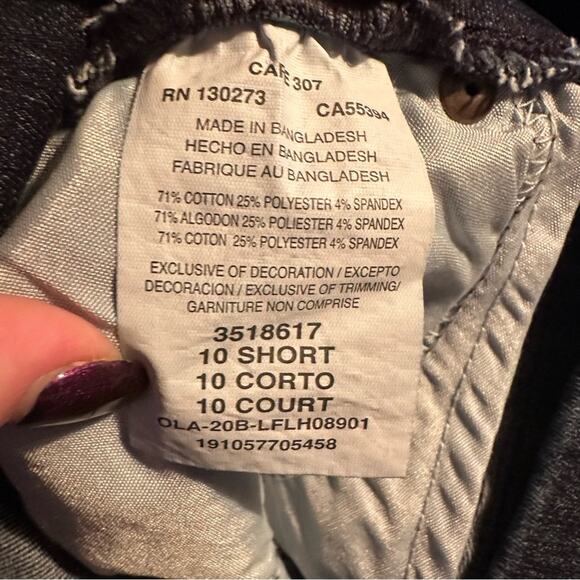 CAFE 307
RN 130273 CA55394
MADE IN BANGLADESH
HECHO EN BANGLADESH
FABRIQUE AU BANGLADESH
71% COTTON 25% POLYESTER 4% SPANDEX
71% ALGODON 25% POLIESTER 4% SPANDEX
71% COTON 25% POLYESTER 4% SPANDEX
EXCLUSIVE OF DECORATION / EXCEPTO
DECORACION / EXCLUSIVE OF TRIMMING/
GARNITURE NON COMPRISE
3518617
10 SHORT
10 CORTO
10 COURT
OLA-20B-LFLH08901
191057705458